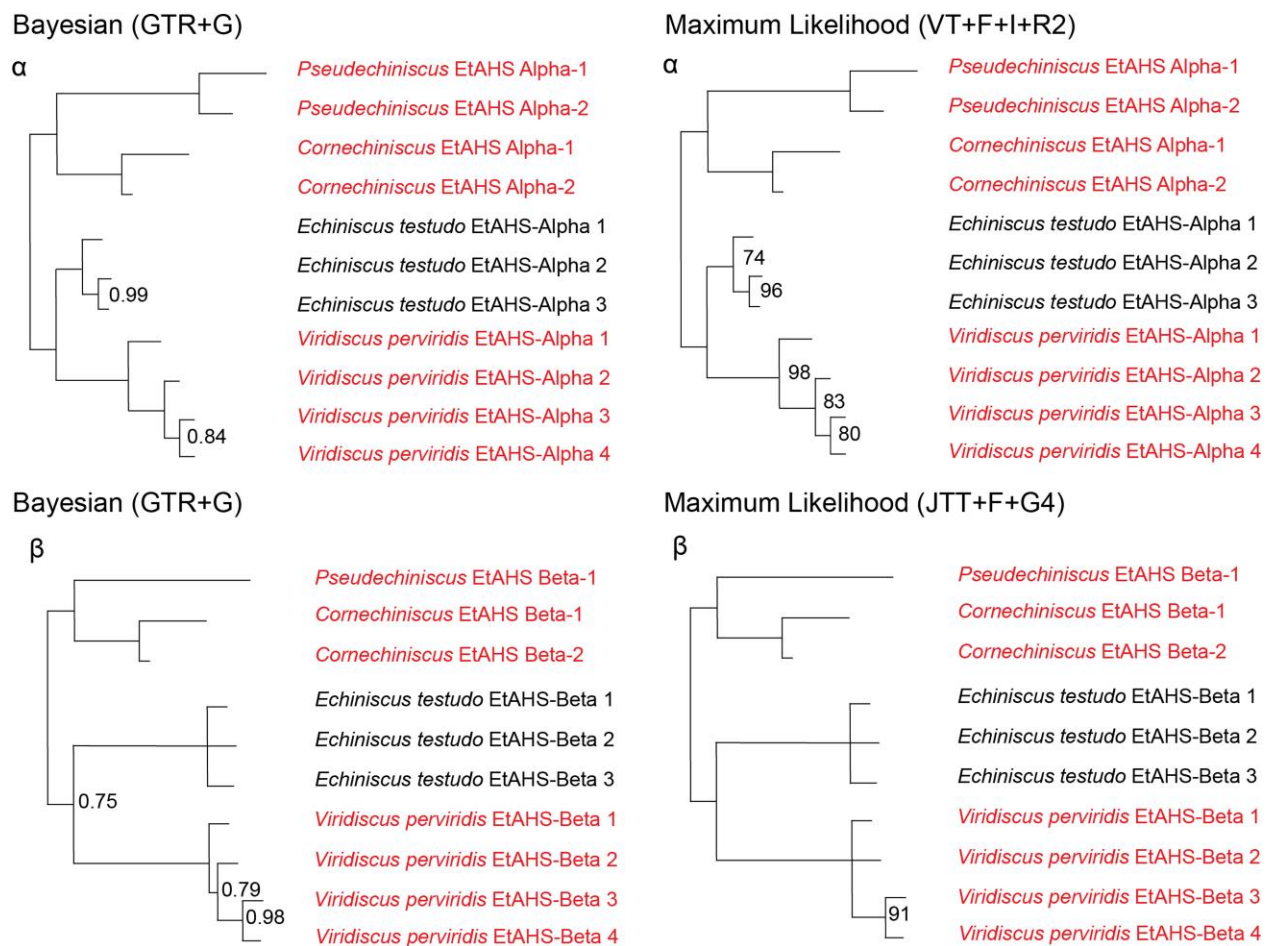 Bayesian (GTR+G)
α
Pseudechiniscus EtAHS Alpha-1
Pseudechiniscus EtAHS Alpha-2
Cornechiniscus EtAHS Alpha-1
Cornechiniscus EtAHS Alpha-2
Echiniscus testudo EtAHS-Alpha 1
Echiniscus testudo EtAHS-Alpha 2
0.99
Echiniscus testudo EtAHS-Alpha 3
Viridiscus perviridis EtAHS-Alpha 1
Viridiscus perviridis EtAHS-Alpha 2
Viridiscus perviridis EtAHS-Alpha 3
0.84
Viridiscus perviridis EtAHS-Alpha 4
Maximum Likelihood (VT+F+I+R2)
α
Pseudechiniscus EtAHS Alpha-1
Pseudechiniscus EtAHS Alpha-2
Cornechiniscus EtAHS Alpha-1
Cornechiniscus EtAHS Alpha-2
Echiniscus testudo EtAHS-Alpha 1
74
Echiniscus testudo EtAHS-Alpha 2
96
Echiniscus testudo EtAHS-Alpha 3
Viridiscus perviridis EtAHS-Alpha 1
98
Viridiscus perviridis EtAHS-Alpha 2
83
Viridiscus perviridis EtAHS-Alpha 3
80
Viridiscus perviridis EtAHS-Alpha 4
Bayesian (GTR+G)
β
Pseudechiniscus EtAHS Beta-1
Cornechiniscus EtAHS Beta-1
Cornechiniscus EtAHS Beta-2
Echiniscus testudo EtAHS-Beta 1
Echiniscus testudo EtAHS-Beta 2
Echiniscus testudo EtAHS-Beta 3
0.75
Viridiscus perviridis EtAHS-Beta 1
Viridiscus perviridis EtAHS-Beta 2
0.79
Viridiscus perviridis EtAHS-Beta 3
0.98
Viridiscus perviridis EtAHS-Beta 4
Maximum Likelihood (JTT+F+G4)
β
Pseudechiniscus EtAHS Beta-1
Cornechiniscus EtAHS Beta-1
Cornechiniscus EtAHS Beta-2
Echiniscus testudo EtAHS-Beta 1
Echiniscus testudo EtAHS-Beta 2
Echiniscus testudo EtAHS-Beta 3
Viridiscus perviridis EtAHS-Beta 1
Viridiscus perviridis EtAHS-Beta 2
Viridiscus perviridis EtAHS-Beta 3
91
Viridiscus perviridis EtAHS-Beta 4